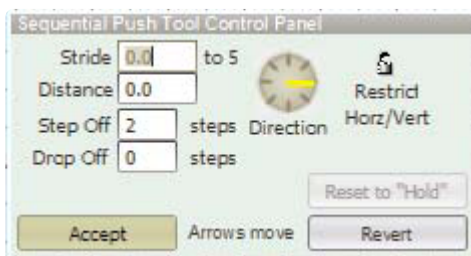 Sequential Push Tool Control Panel
Stride 0.0 to 5
Distance 0.0
Restrict
Step Off 2 steps Direction Horz/Vert
Drop Off 0 steps
Reset to "Hold"
Accept Arrows move Revert